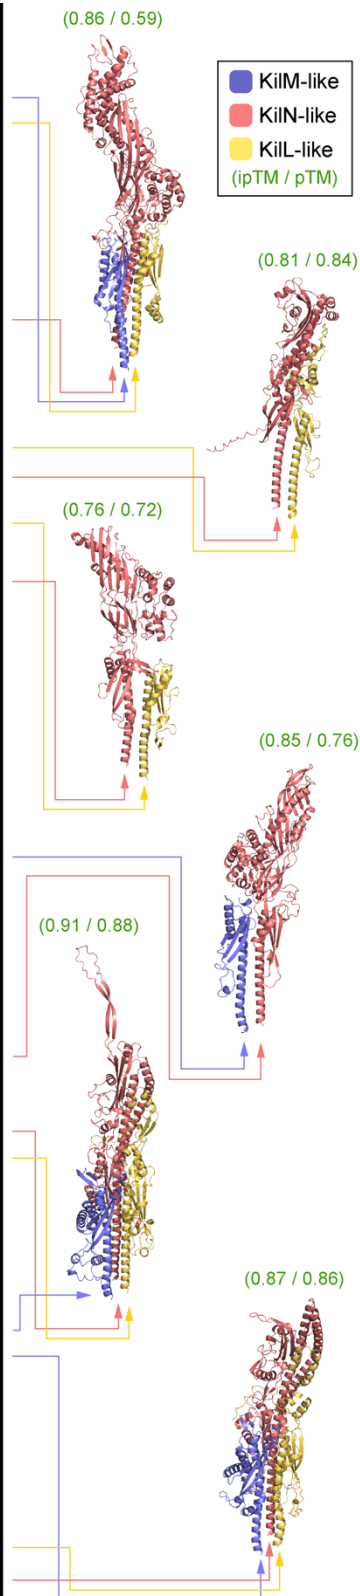 (0.86 / 0.59)
KilM-like
KilN-like
KilL-like
(ipTM / pTM)
(0.81 / 0.84)
(0.76 / 0.72)
(0.85 / 0.76)
(0.91 / 0.88)
(0.87 / 0.86)